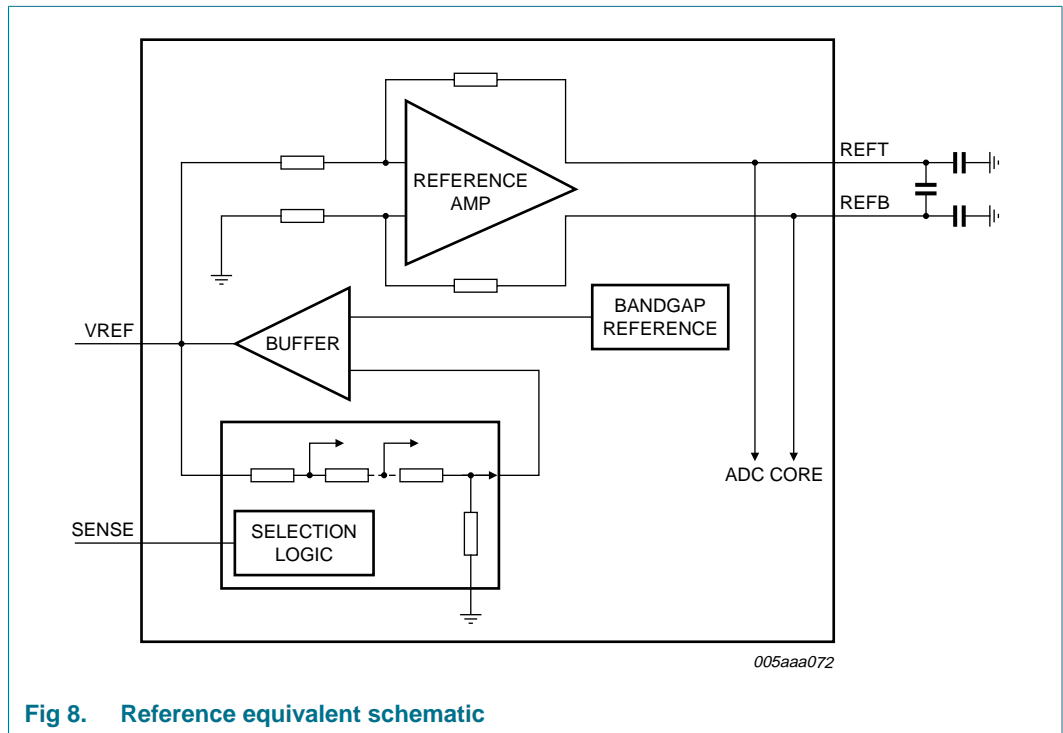 REFERENCE
AMP
REFT
REFB
BANDGAP
REFERENCE
VREF
BUFFER
ADC CORE
SENSE
SELECTION
LOGIC
005aaa072
Fig 8. Reference equivalent schematic